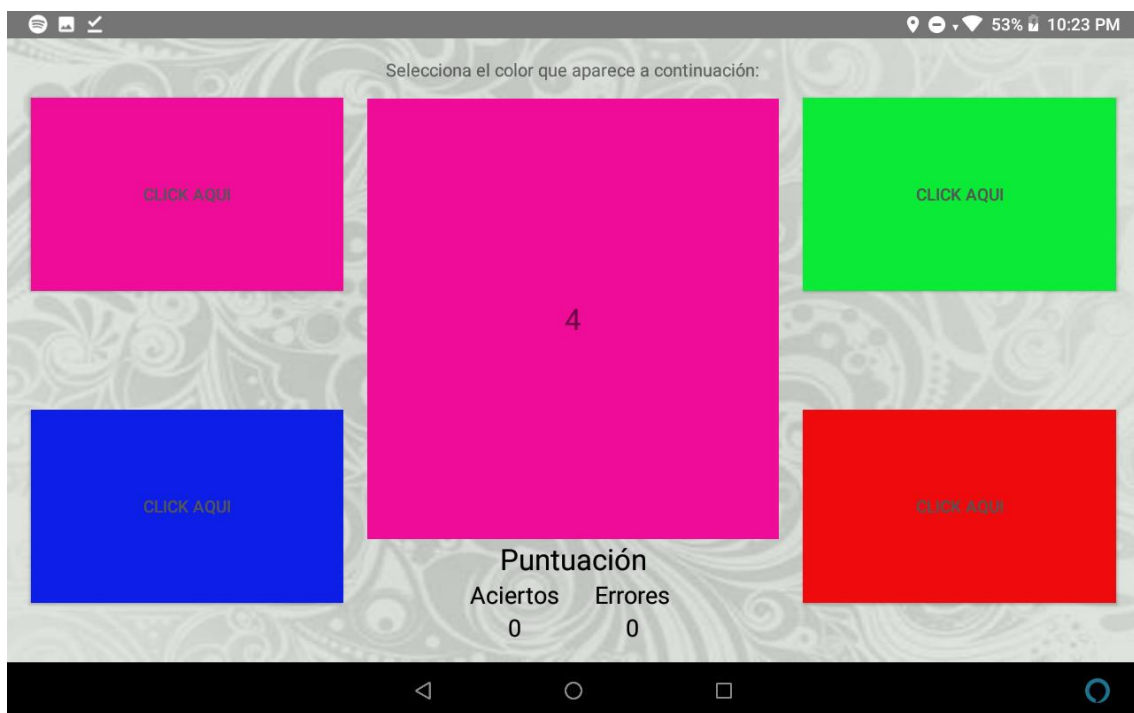 53% 10:23 PM
Selecciona el color que aparece a continuación:
CLICK AQUI
CLICK AQUI
4
CLICK AQUI
CLICK AQUI
Puntuación
Aciertos Errores
0 0